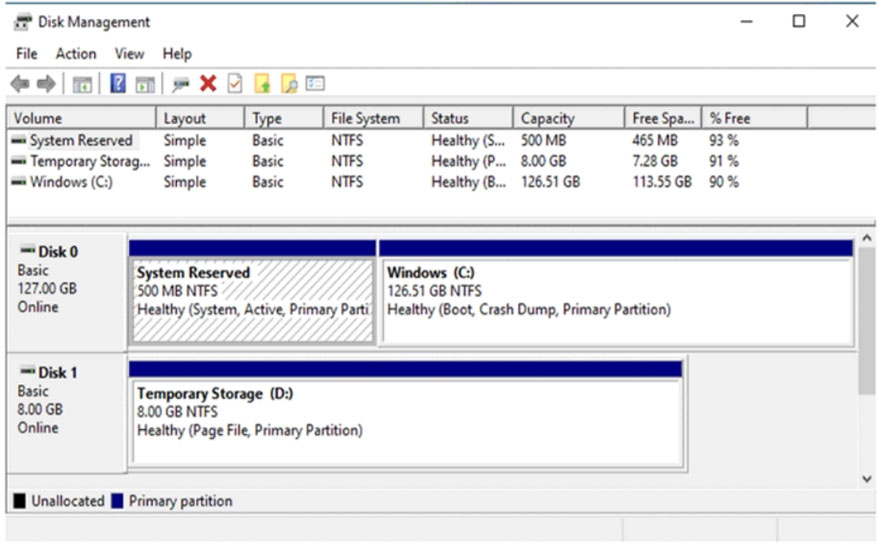 Disk Management
File Action View Help
Volume Layout Type File System Status Capacity Free Spa... % Free
System Reserved Simple Basic NTFS Healthy (S... 500 MB 465 MB 93 %
Temporary Storag... Simple Basic NTFS Healthy (P... 8.00 GB 7.28 GB 91 %
Windows (C:) Simple Basic NTFS Healthy (B... 126.51 GB 113.55 GB 90 %
Disk 0
Basic
127.00 GB
Online
System Reserved
500 MB NTFS
Healthy (System, Active, Primary Parti
Windows (C:)
126.51 GB NTFS
Healthy (Boot, Crash Dump, Primary Partition)
Disk 1
Basic
8.00 GB
Online
Temporary Storage (D:)
8.00 GB NTFS
Healthy (Page File, Primary Partition)
Unallocated Primary partition